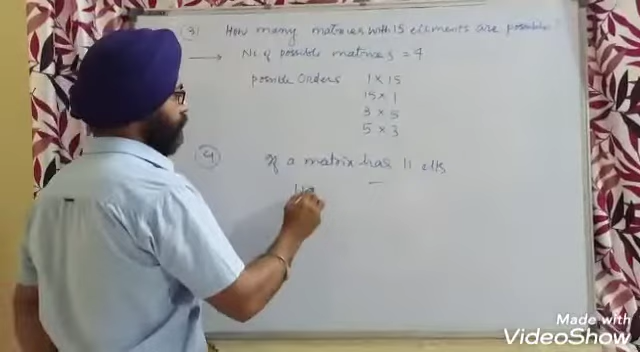 (3) How many matrices with 15 elements are possible
→ No. of possible matrices = 4
possible Orders 1 × 15
15 × 1
3 × 5
5 × 3
(4) If a matrix has 11 elts
Made with
VideoShow